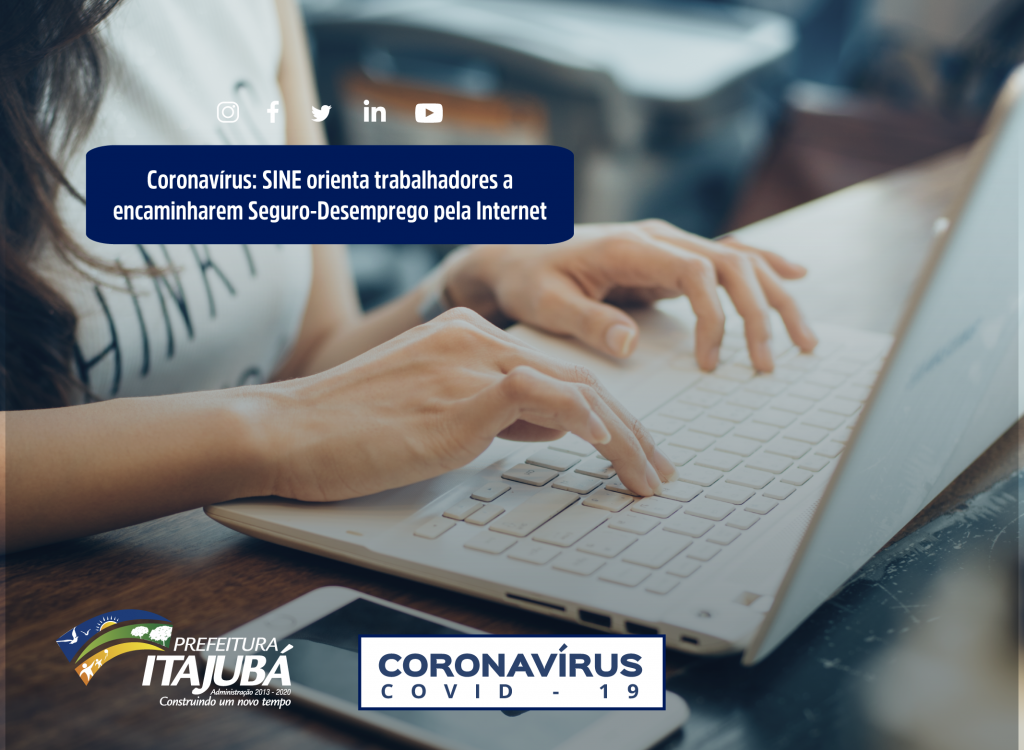 Coronavírus: SINE orienta trabalhadores a
encaminharem Seguro-Desemprego pela Internet
PREFEITURA
ITAJUBÁ
Administração 2013 - 2020
Construindo um novo tempo
CORONAVÍRUS
COVID - 19